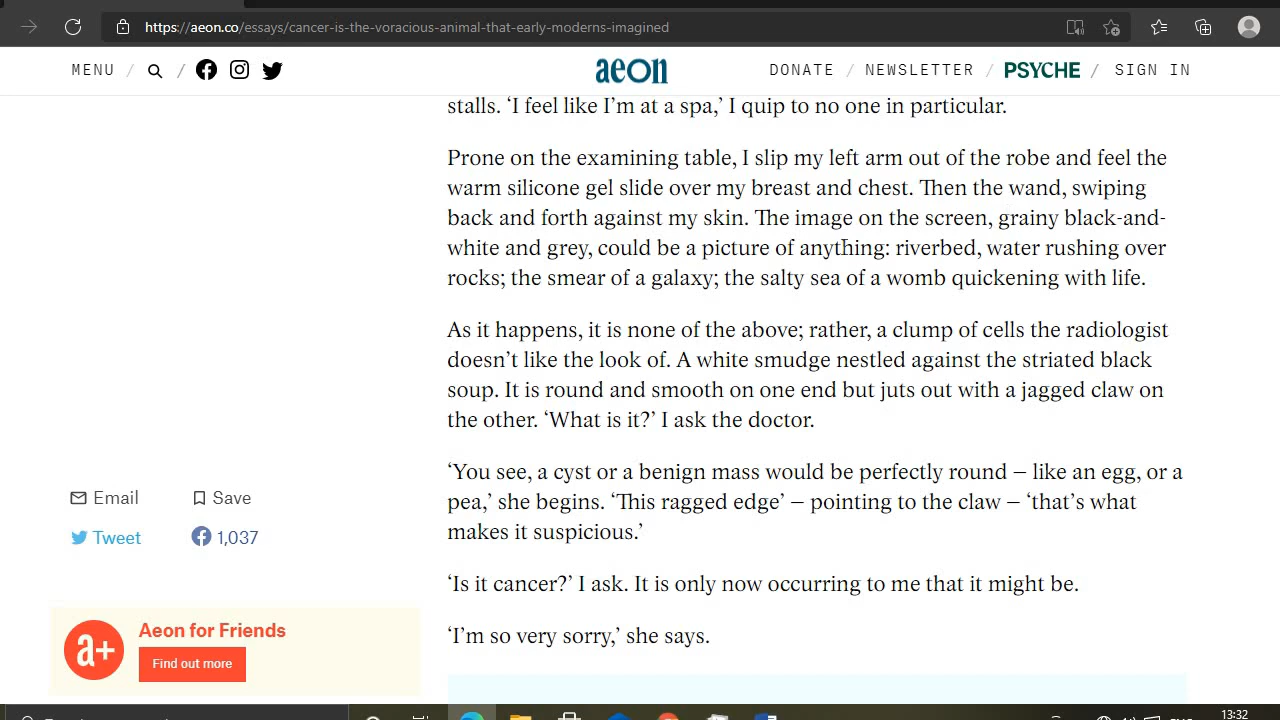 https://aeon.co/essays/cancer-is-the-voracious-animal-that-early-moderns-imagined
MENU / / aeon DONATE / NEWSLETTER / PSYCHE / SIGN IN
stalls. ‘I feel like I’m at a spa,’ I quip to no one in particular.
Prone on the examining table, I slip my left arm out of the robe and feel the
warm silicone gel slide over my breast and chest. Then the wand, swiping
back and forth against my skin. The image on the screen, grainy black-and-
white and grey, could be a picture of anything: riverbed, water rushing over
rocks; the smear of a galaxy; the salty sea of a womb quickening with life.
As it happens, it is none of the above; rather, a clump of cells the radiologist
doesn’t like the look of. A white smudge nestled against the striated black
soup. It is round and smooth on one end but juts out with a jagged claw on
the other. ‘What is it?’ I ask the doctor.
‘You see, a cyst or a benign mass would be perfectly round – like an egg, or a
pea,’ she begins. ‘This ragged edge’ – pointing to the claw – ‘that’s what
makes it suspicious.’
‘Is it cancer?’ I ask. It is only now occurring to me that it might be.
‘I’m so very sorry,’ she says.
Email Save
Tweet 1,037
a+ Aeon for Friends
Find out more
13:32